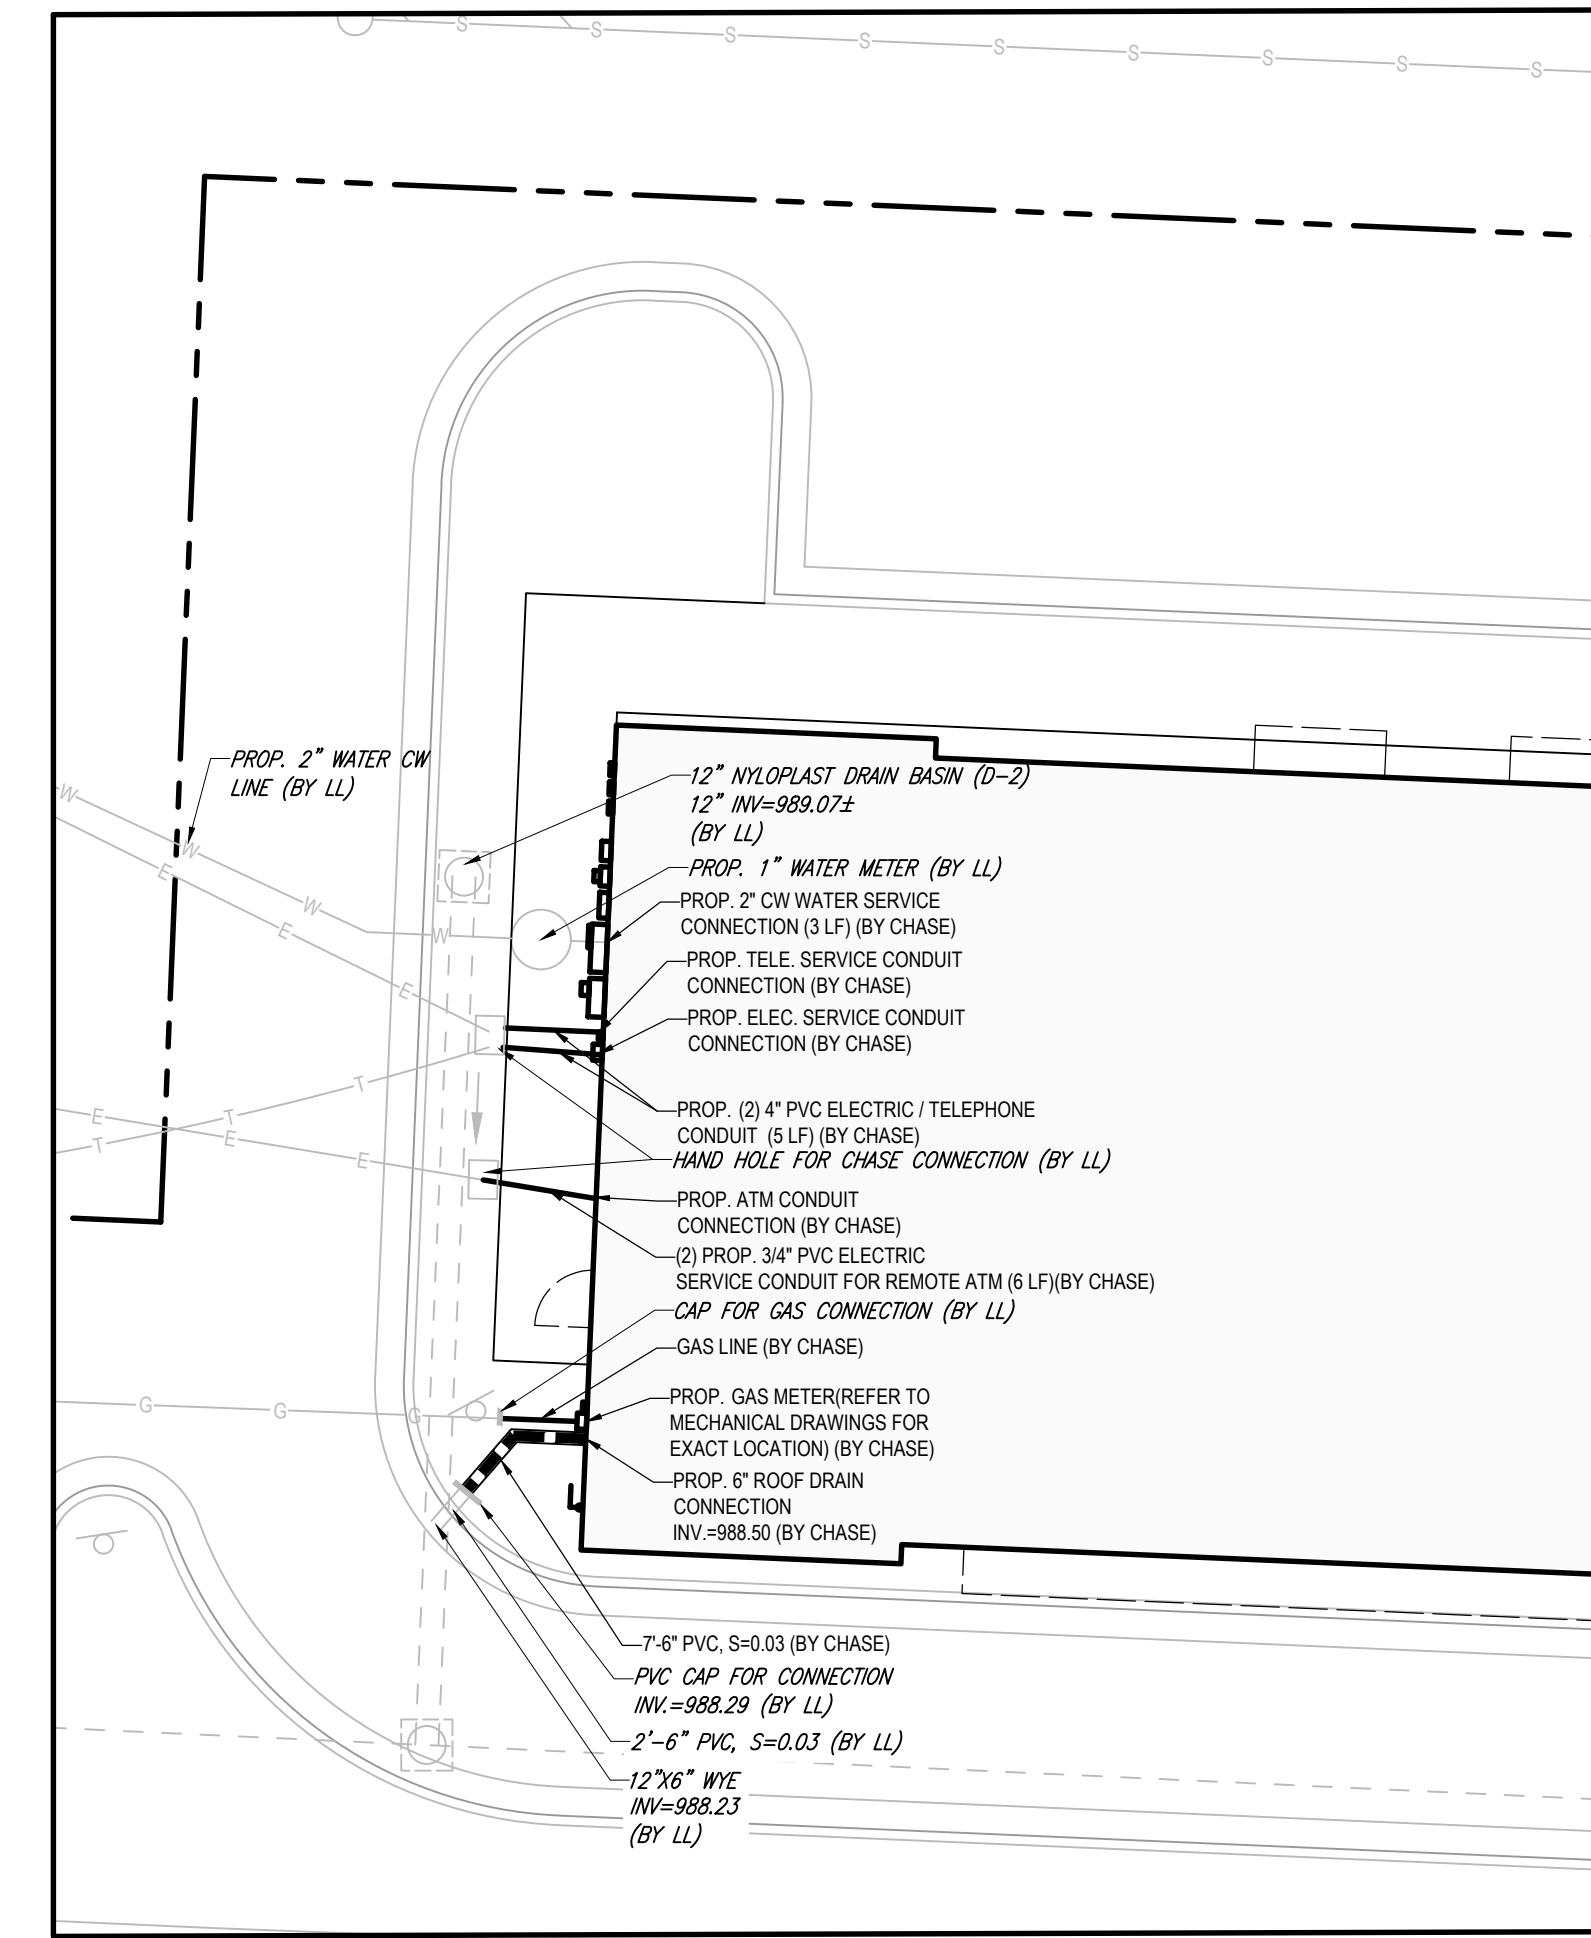 S S S S S S S S S
PROP. 2" WATER CW
LINE (BY LL)
W W W W
E E E
12" NYLOPLAST DRAIN BASIN (D-2)
12" INV=989.07±
(BY LL)
PROP. 1" WATER METER (BY LL)
PROP. 2" CW WATER SERVICE
CONNECTION (3 LF) (BY CHASE)
PROP. TELE. SERVICE CONDUIT
CONNECTION (BY CHASE)
PROP. ELEC. SERVICE CONDUIT
CONNECTION (BY CHASE)
T T T
E E E
PROP. (2) 4" PVC ELECTRIC / TELEPHONE
CONDUIT (5 LF) (BY CHASE)
HAND HOLE FOR CHASE CONNECTION (BY LL)
PROP. ATM CONDUIT
CONNECTION (BY CHASE)
(2) PROP. 3/4" PVC ELECTRIC
SERVICE CONDUIT FOR REMOTE ATM (6 LF)(BY CHASE)
CAP FOR GAS CONNECTION (BY LL)
GAS LINE (BY CHASE)
G G G
PROP. GAS METER(REFER TO
MECHANICAL DRAWINGS FOR
EXACT LOCATION) (BY CHASE)
PROP. 6" ROOF DRAIN
CONNECTION
INV.=988.50 (BY CHASE)
7'-6" PVC, S=0.03 (BY CHASE)
PVC CAP FOR CONNECTION
INV.=988.29 (BY LL)
2'-6" PVC, S=0.03 (BY LL)
12"X6" WYE
INV=988.23
(BY LL)